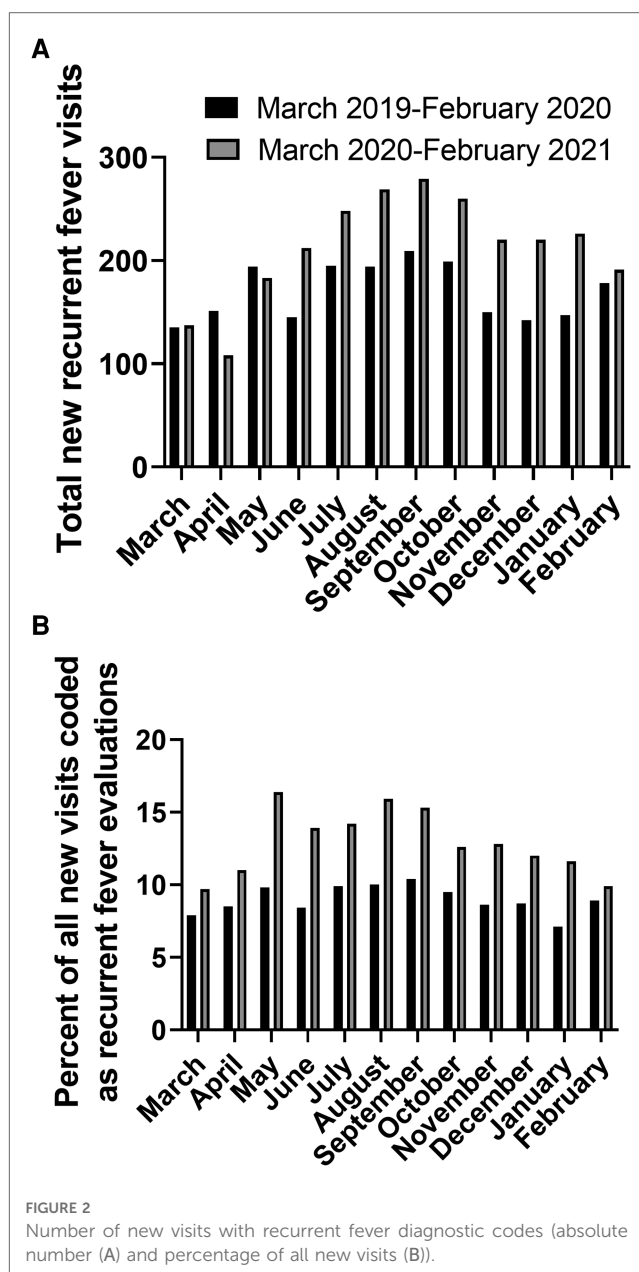 A
Total new recurrent fever visits
March 2019-February 2020
March 2020-February 2021
300
200
100
0
March
April
May
June
July
August
September
October
November
December
January
February
B
Percent of all new visits coded
as recurrent fever evaluations
20
15
10
5
0
March
April
May
June
July
August
September
October
November
December
January
February
FIGURE 2
Number of new visits with recurrent fever diagnostic codes (absolute
number (A) and percentage of all new visits (B)).